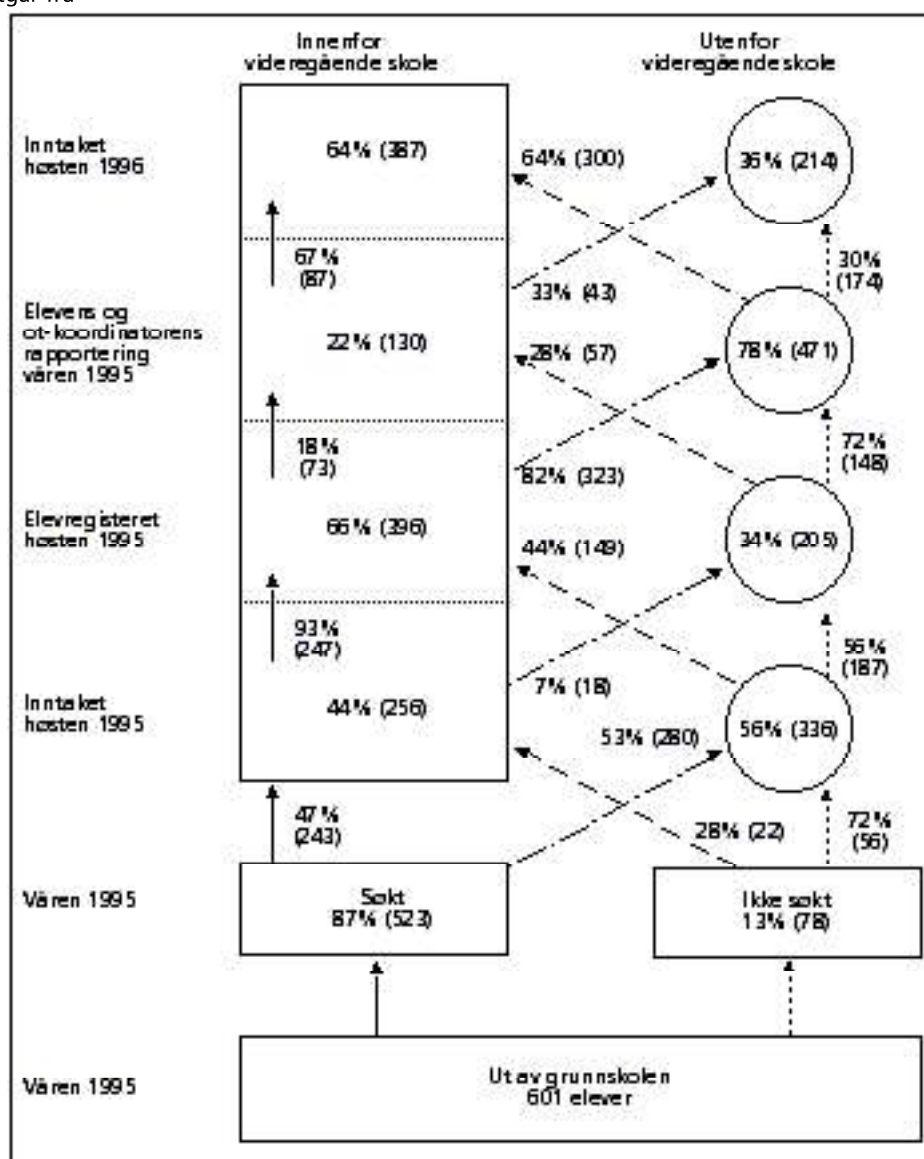 Innenfor
videregående skole
Utenfor
videregående skole
Inntaket
høsten 1996
64% (387)
64% (300)
36% (214)
67%
(87)
33% (43)
30%
(174)
Elevens og
ot-koordinatorens
rapportering
våren 1995
22% (130)
28% (57)
78% (471)
18%
(73)
82% (323)
72%
(148)
Elevregisteret
høsten 1995
66% (396)
44% (149)
34% (205)
93%
(247)
7% (18)
56%
(187)
Inntaket
høsten 1995
44% (256)
53% (280)
56% (336)
47%
(243)
28% (22)
72%
(56)
Våren 1995
Søkt
87% (523)
Ikke søkt
13% (78)
Våren 1995
Ut av grunnskolen
601 elever